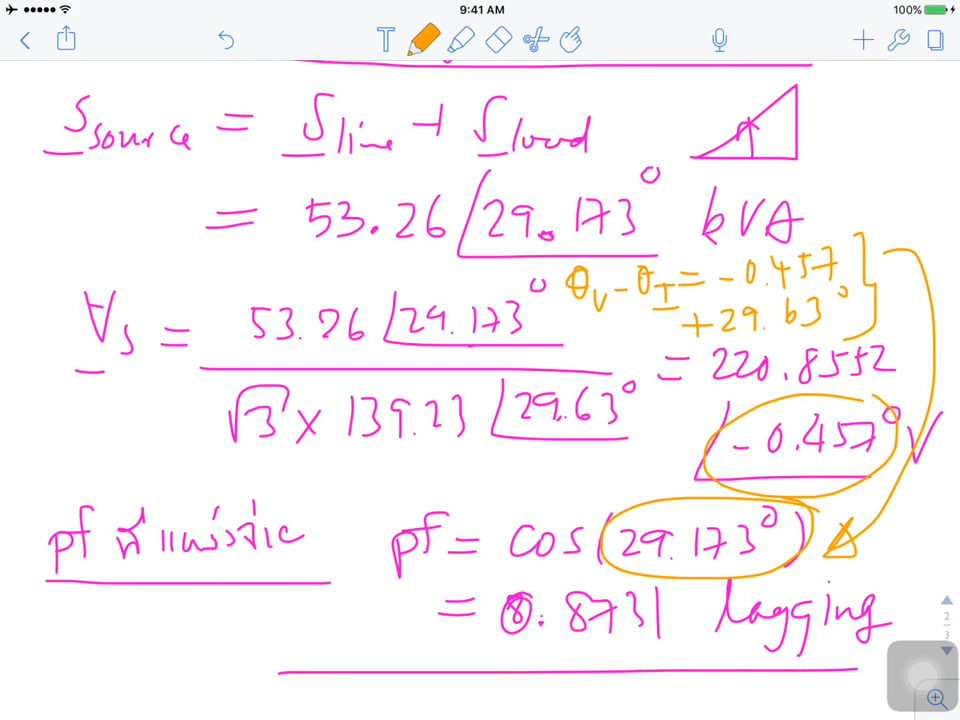 9:41 AM
100%
T
S source = S line + S load
= 53.26 ∠29.173° kVA
θV - θI = -0.457
+29.63°
Vs = 53.26 ∠29.173° / √3 × 139.23 ∠29.63° = 220.8552
∠-0.457° V
pf ที่แหล่งจ่าย pf = cos(29.173°)
= 0.8731 lagging
2
3